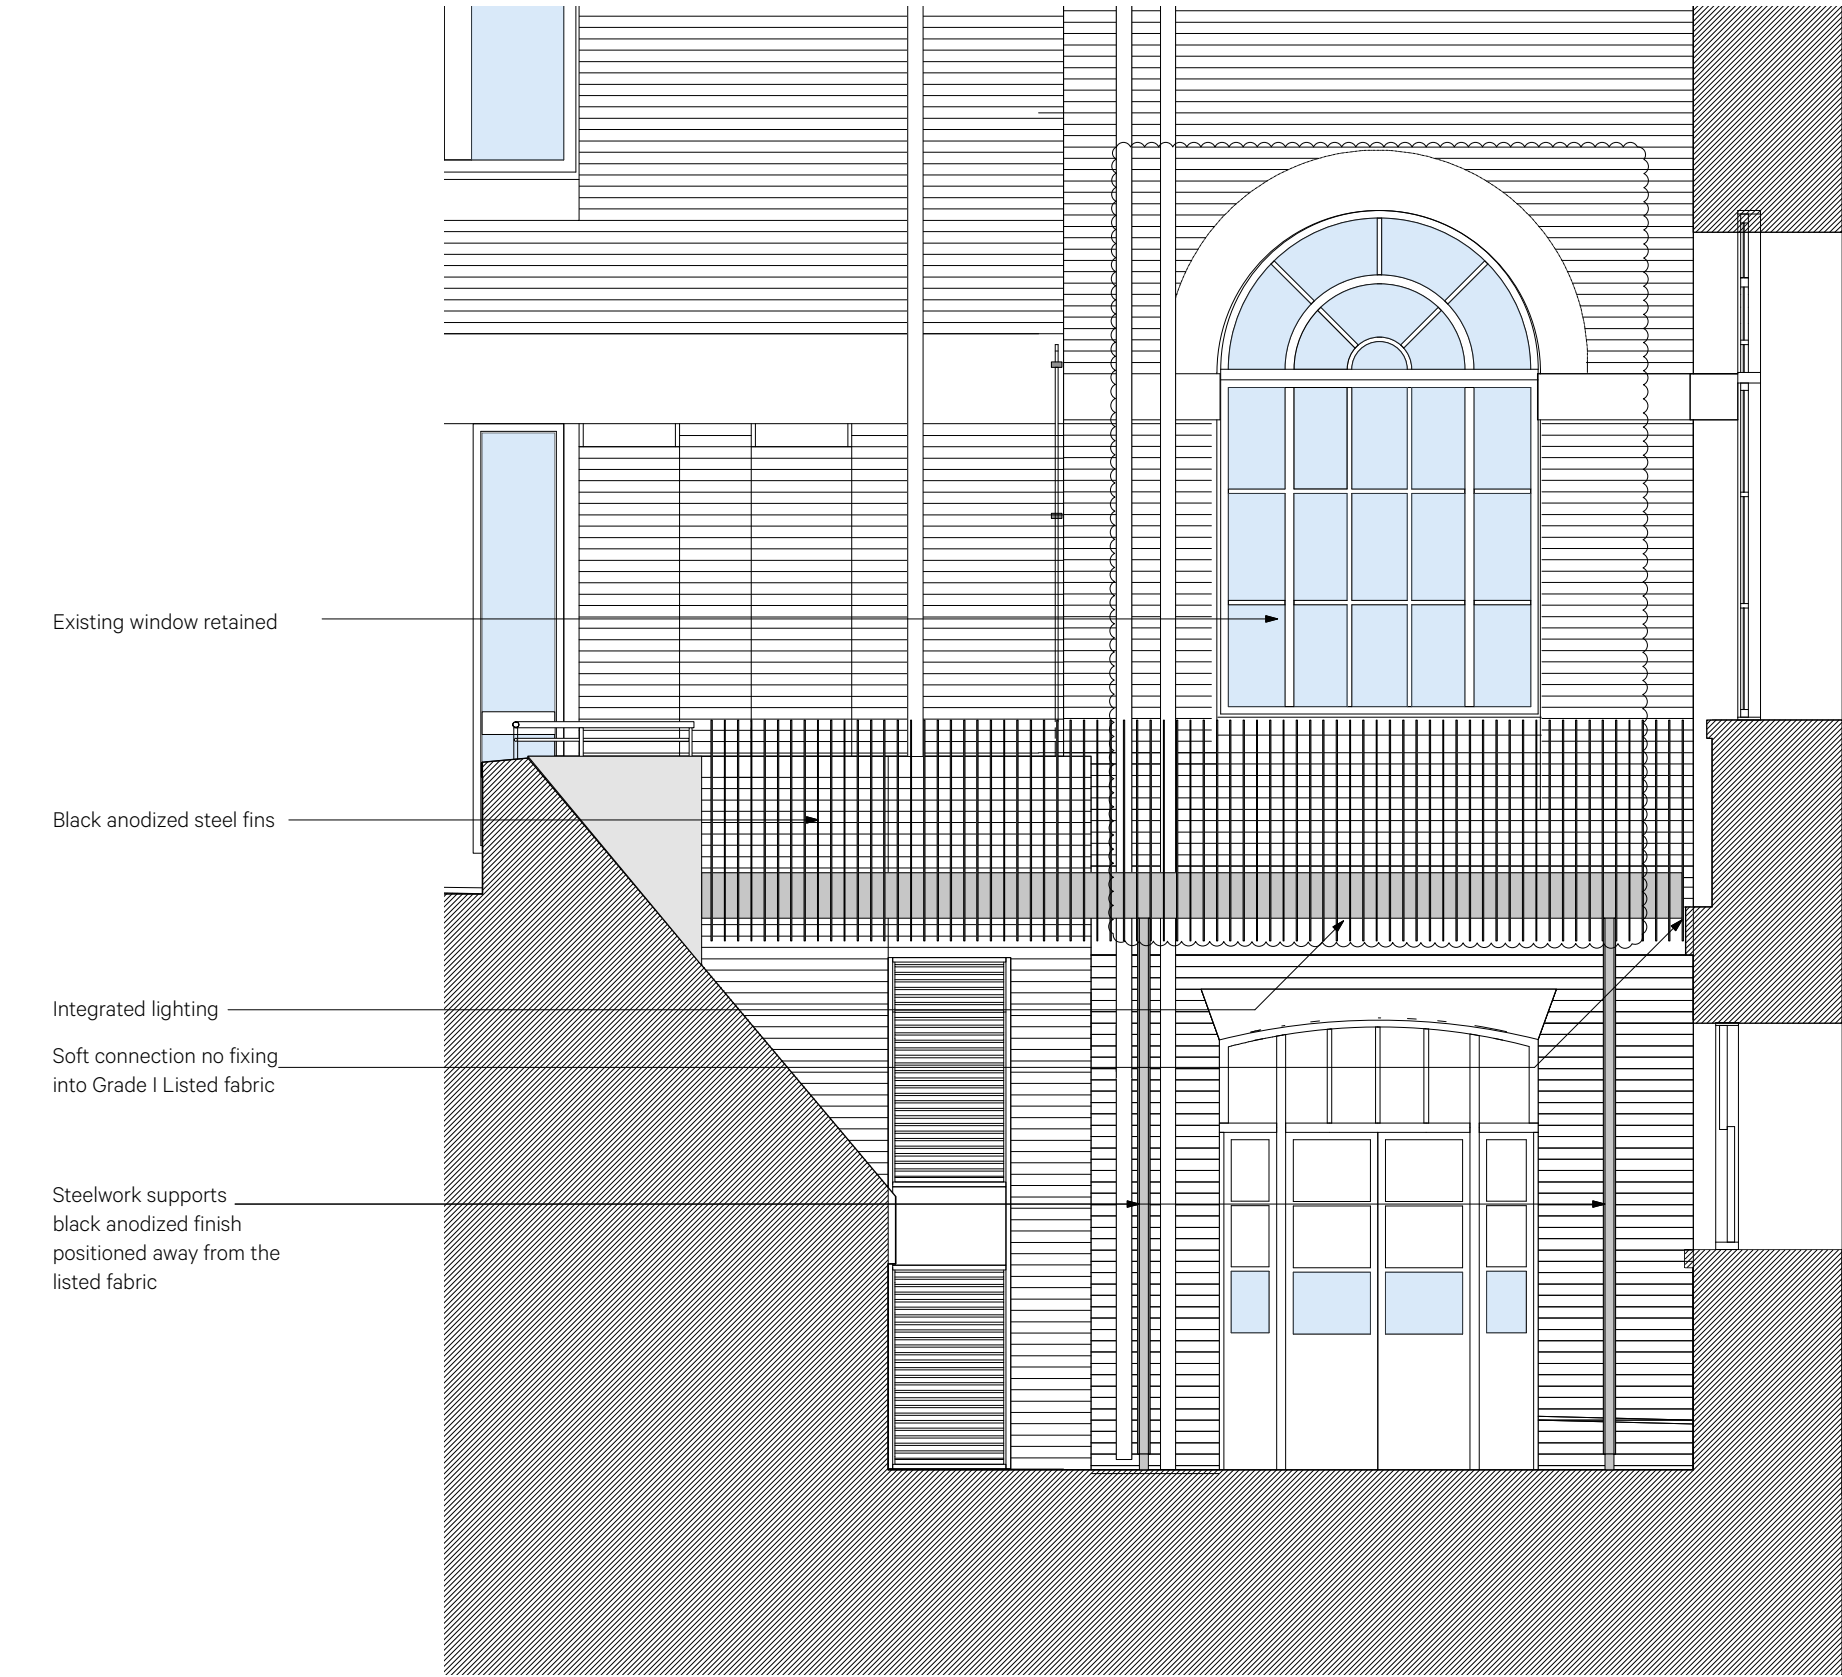 Existing window retained
Black anodized steel fins
Integrated lighting
Soft connection no fixing
into Grade I Listed fabric
Steelwork supports
black anodized finish
positioned away from the
listed fabric